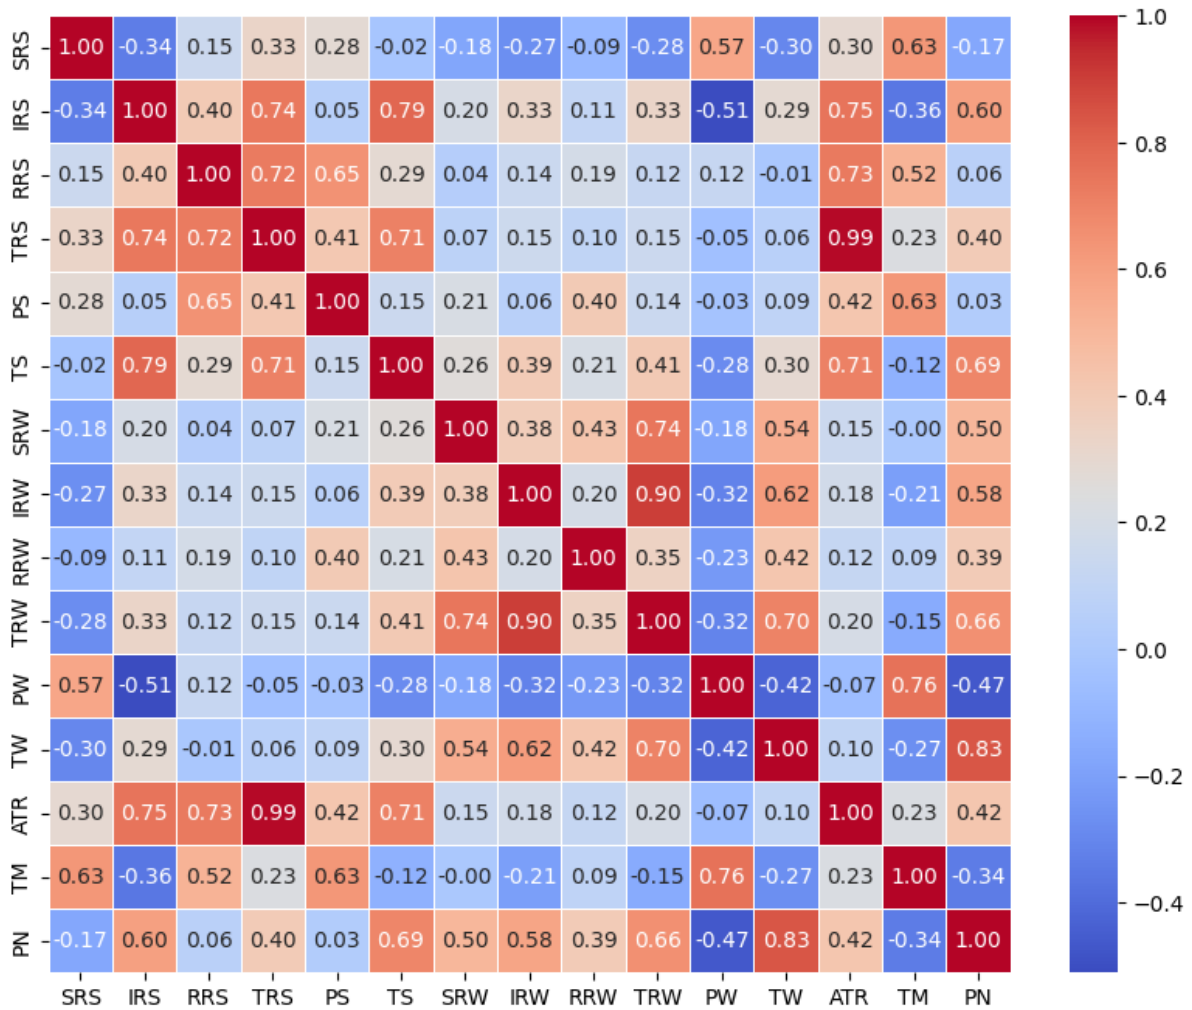 SRS 1.00 -0.34 0.15 0.33 0.28 -0.02 -0.18 -0.27 -0.09 -0.28 0.57 -0.30 0.30 0.63 -0.17
IRS -0.34 1.00 0.40 0.74 0.05 0.79 0.20 0.33 0.11 0.33 -0.51 0.29 0.75 -0.36 0.60
RRS 0.15 0.40 1.00 0.72 0.65 0.29 0.04 0.14 0.19 0.12 0.12 -0.01 0.73 0.52 0.06
TRS 0.33 0.74 0.72 1.00 0.41 0.71 0.07 0.15 0.10 0.15 -0.05 0.06 0.99 0.23 0.40
PS 0.28 0.05 0.65 0.41 1.00 0.15 0.21 0.06 0.40 0.14 -0.03 0.09 0.42 0.63 0.03
TS -0.02 0.79 0.29 0.71 0.15 1.00 0.26 0.39 0.21 0.41 -0.28 0.30 0.71 -0.12 0.69
SRW -0.18 0.20 0.04 0.07 0.21 0.26 1.00 0.38 0.43 0.74 -0.18 0.54 0.15 -0.00 0.50
IRW -0.27 0.33 0.14 0.15 0.06 0.39 0.38 1.00 0.20 0.90 -0.32 0.62 0.18 -0.21 0.58
RRW -0.09 0.11 0.19 0.10 0.40 0.21 0.43 0.20 1.00 0.35 -0.23 0.42 0.12 0.09 0.39
TRW -0.28 0.33 0.12 0.15 0.14 0.41 0.74 0.90 0.35 1.00 -0.32 0.70 0.20 -0.15 0.66
PW 0.57 -0.51 0.12 -0.05 -0.03 -0.28 -0.18 -0.32 -0.23 -0.32 1.00 -0.42 -0.07 0.76 -0.47
TW -0.30 0.29 -0.01 0.06 0.09 0.30 0.54 0.62 0.42 0.70 -0.42 1.00 0.10 -0.27 0.83
ATR 0.30 0.75 0.73 0.99 0.42 0.71 0.15 0.18 0.12 0.20 -0.07 0.10 1.00 0.23 0.42
TM 0.63 -0.36 0.52 0.23 0.63 -0.12 -0.00 -0.21 0.09 -0.15 0.76 -0.27 0.23 1.00 -0.34
PN -0.17 0.60 0.06 0.40 0.03 0.69 0.50 0.58 0.39 0.66 -0.47 0.83 0.42 -0.34 1.00
SRS IRS RRS TRS PS TS SRW IRW RRW TRW PW TW ATR TM PN
1.0
0.8
0.6
0.4
0.2
0.0
−0.2
−0.4